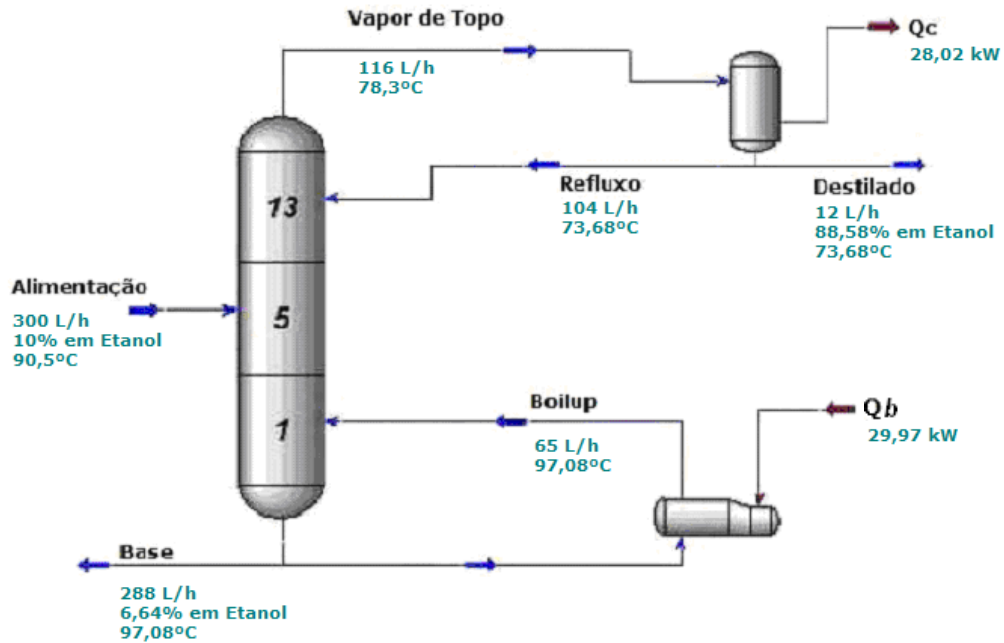 Vapor de Topo
116 L/h
78,3ºC
Qc
28,02 kW
13
Refluxo
104 L/h
73,68ºC
Destilado
12 L/h
88,58% em Etanol
73,68ºC
Alimentação
300 L/h
10% em Etanol
90,5ºC
5
1
Boilup
65 L/h
97,08ºC
Qb
29,97 kW
Base
288 L/h
6,64% em Etanol
97,08ºC